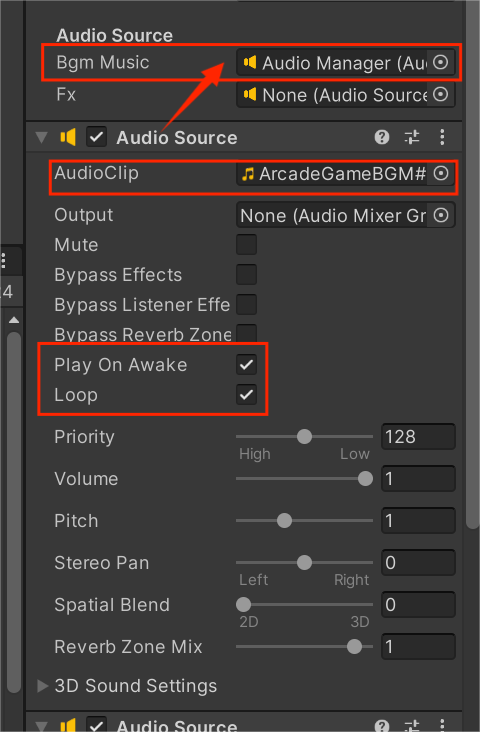 Audio Source
Bgm Music Audio Manager (Au
Fx None (Audio Source
Audio Source
AudioClip ArcadeGameBGM#
Output None (Audio Mixer Gr
Mute
24
Bypass Effects
Bypass Listener Effe
Bypass Reverb Zone
Play On Awake
Loop
Priority 128
High Low
Volume 1
Pitch 1
Stereo Pan 0
Left Right
Spatial Blend 0
2D 3D
Reverb Zone Mix 1
3D Sound Settings
Audio Source